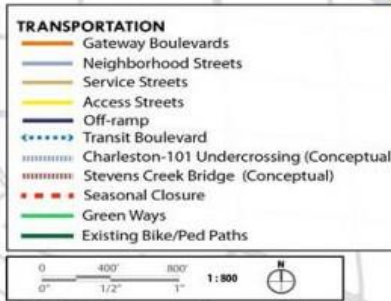 TRANSPORTATION
Gateway Boulevards
Neighborhood Streets
Service Streets
Access Streets
Off-ramp
Transit Boulevard
Charleston-101 Undercrossing (Conceptual
Stevens Creek Bridge (Conceptual)
Seasonal Closure
Green Ways
Existing Bike/Ped Paths
0 400' 800'
0" 1/2" 1"
1 : 800
N